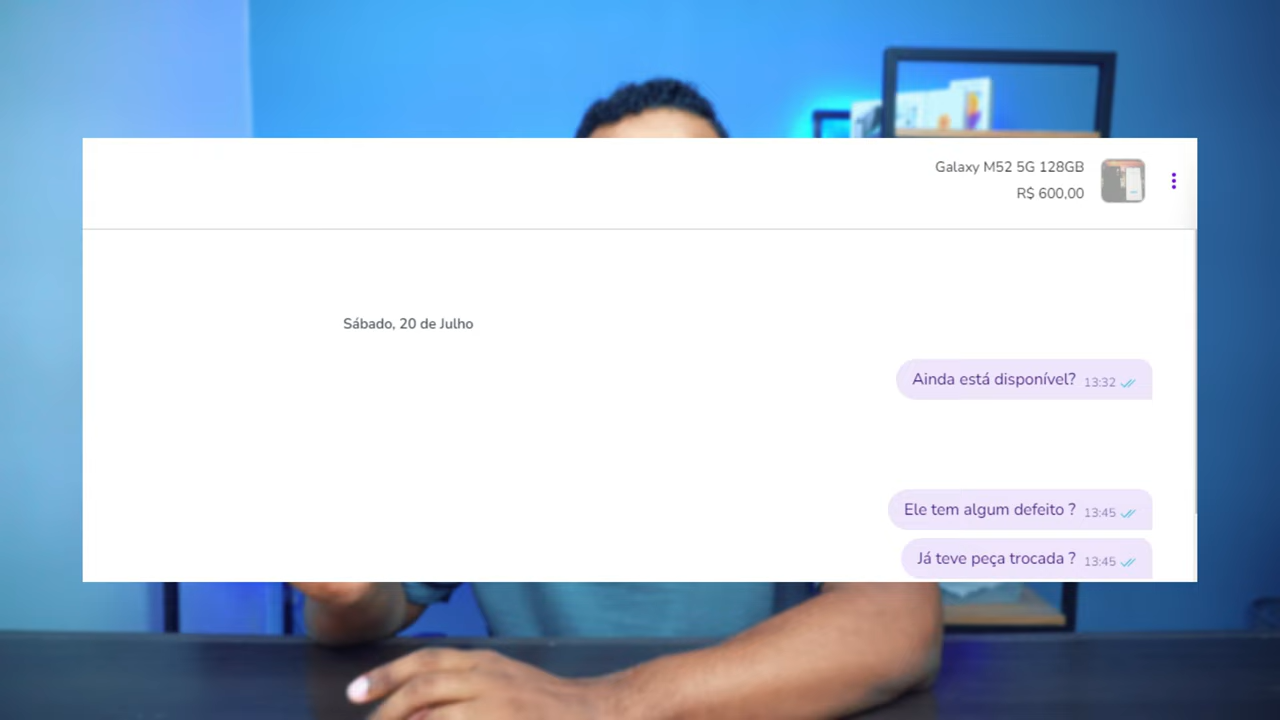 Galaxy M52 5G 128GB
R$ 600,00
Sábado, 20 de Julho
Ainda está disponível? 13:32
Ele tem algum defeito ? 13:45
Já teve peça trocada ? 13:45